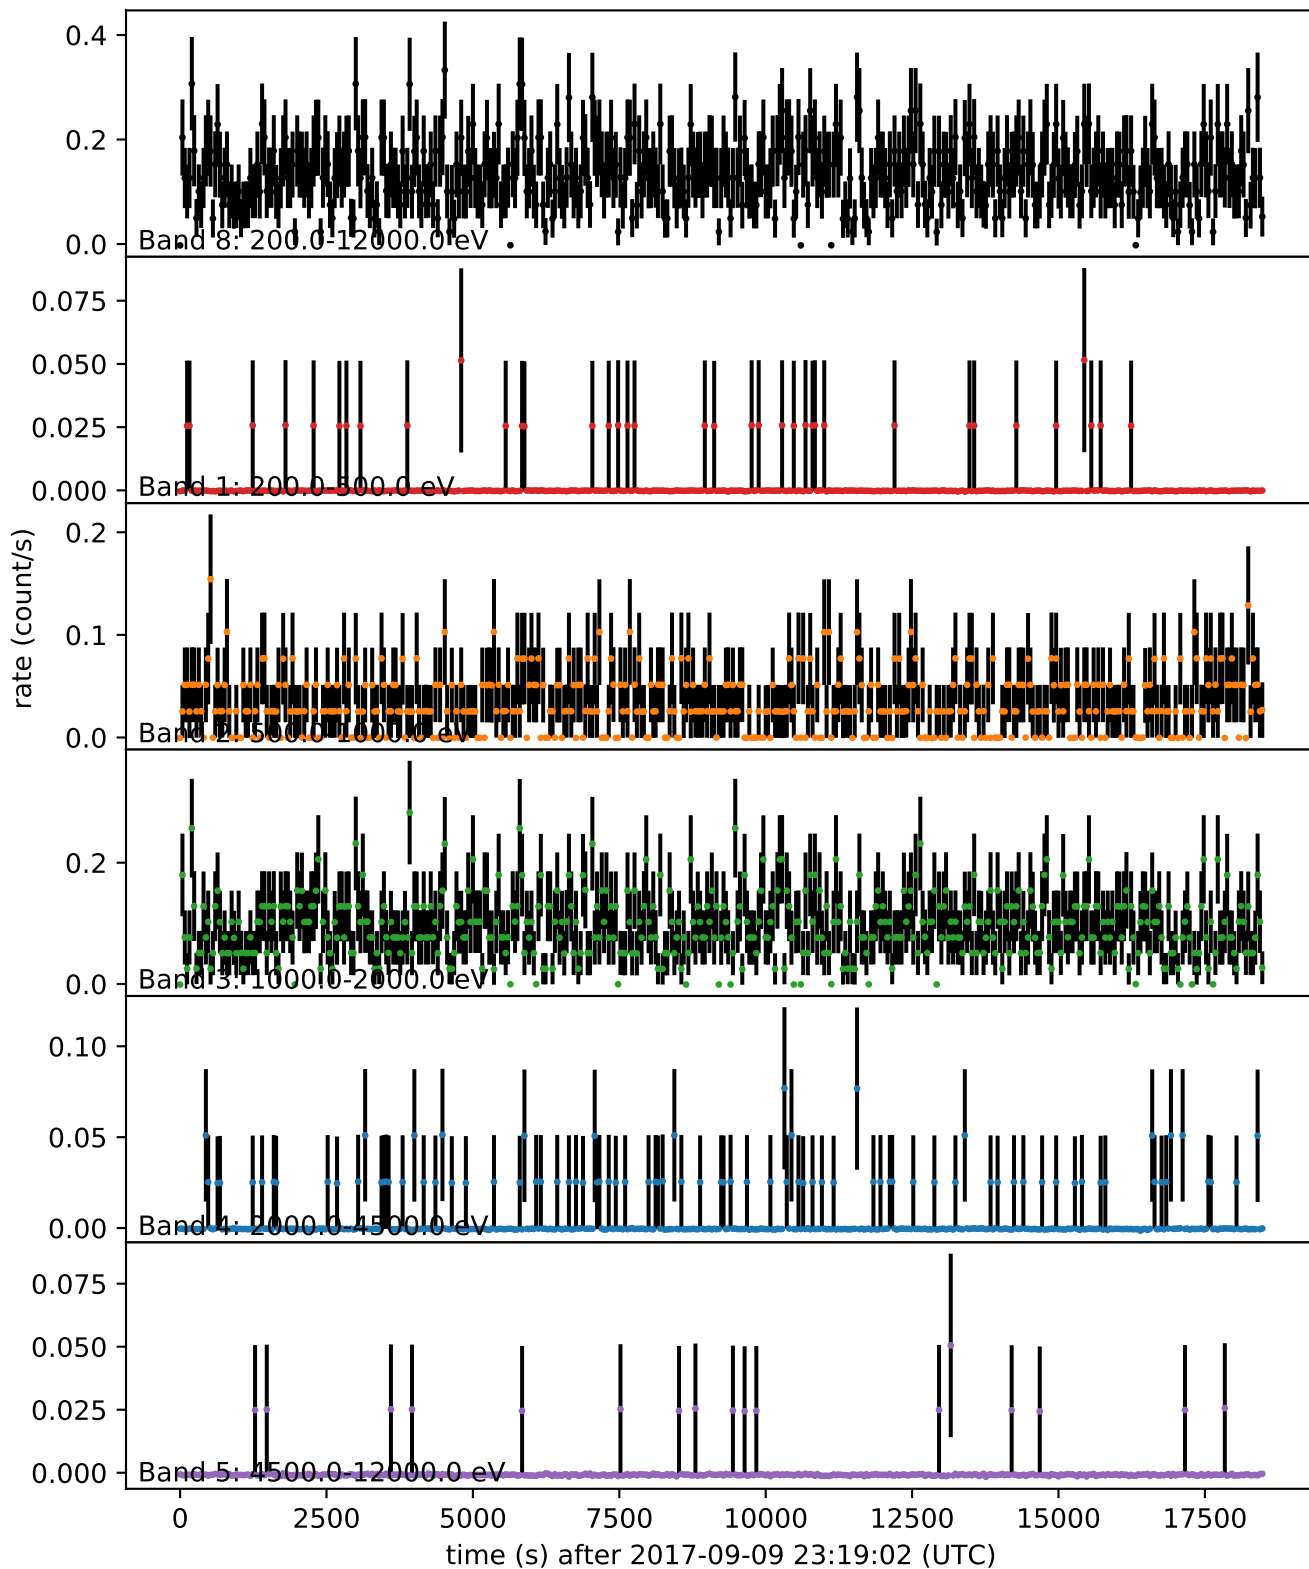 0.4
0.2
0.0
Band 8: 200.0-12000.0 eV
0.075
0.050
0.025
0.000
Band 1: 200.0-500.0 eV
rate (count/s)
0.2
0.1
0.0
Band 2: 500.0-1000.0 eV
0.2
0.0
Band 3: 1000.0-2000.0 eV
0.10
0.05
0.00
Band 4: 2000.0-4500.0 eV
0.075
0.050
0.025
0.000
Band 5: 4500.0-12000.0 eV
0 2500 5000 7500 10000 12500 15000 17500
time (s) after 2017-09-09 23:19:02 (UTC)